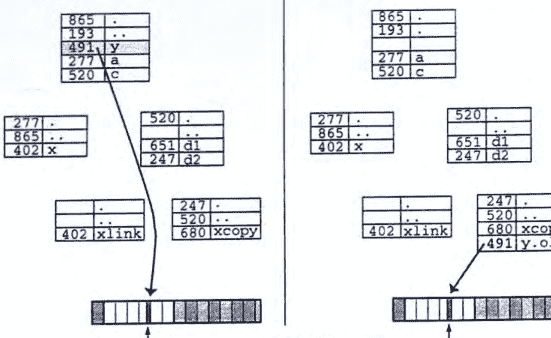 865 .
193 ..
491 y
277 a
520 c
277 .
865 ..
402 x
520 .
..
651 d1
247 d2
.
..
402 xlink
247 .
520 ..
680 xcopy
865 .
193 .
277 a
520 c
277 .
865 ..
402 x
520 .
..
651 d1
247 d2
.
..
402 xlink
247 .
520 ..
680 xcop
491 y.o